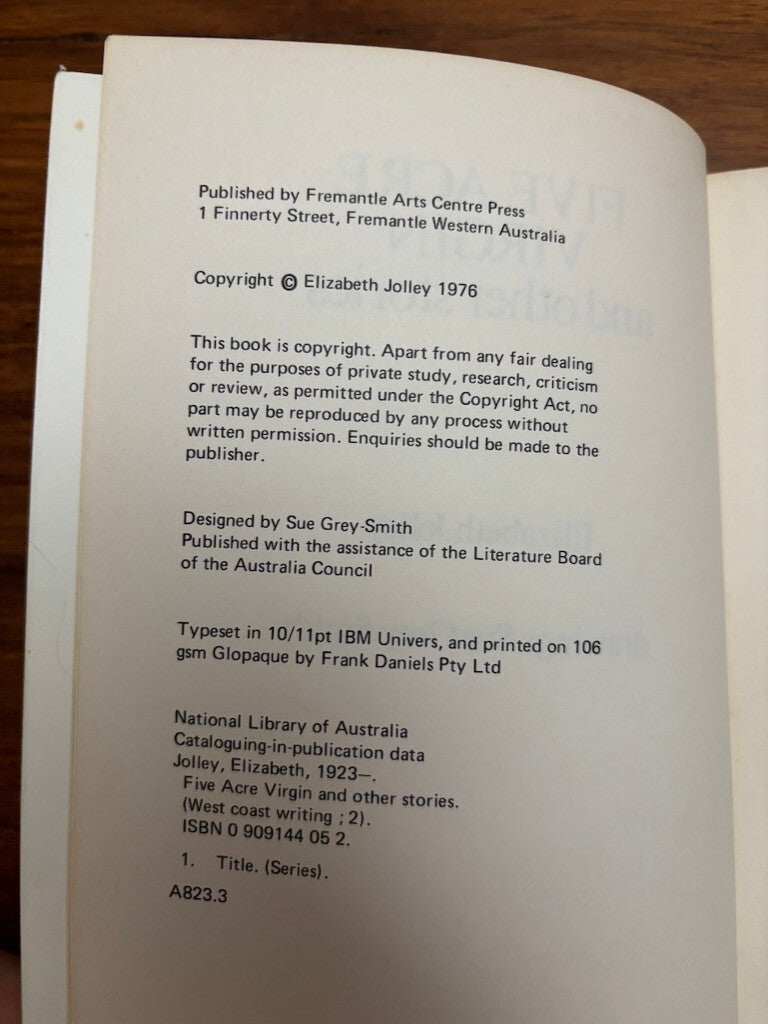 Published by Fremantle Arts Centre Press
1 Finnerty Street, Fremantle Western Australia
Copyright © Elizabeth Jolley 1976
This book is copyright. Apart from any fair dealing
for the purposes of private study, research, criticism
or review, as permitted under the Copyright Act, no
part may be reproduced by any process without
written permission. Enquiries should be made to the
publisher.
Designed by Sue Grey-Smith
Published with the assistance of the Literature Board
of the Australia Council
Typeset in 10/11pt IBM Univers, and printed on 106
gsm Glopaque by Frank Daniels Pty Ltd
National Library of Australia
Cataloguing-in-publication data
Jolley, Elizabeth, 1923—.
Five Acre Virgin and other stories.
(West coast writing ; 2).
ISBN 0 909144 05 2.
1. Title. (Series).
A823.3